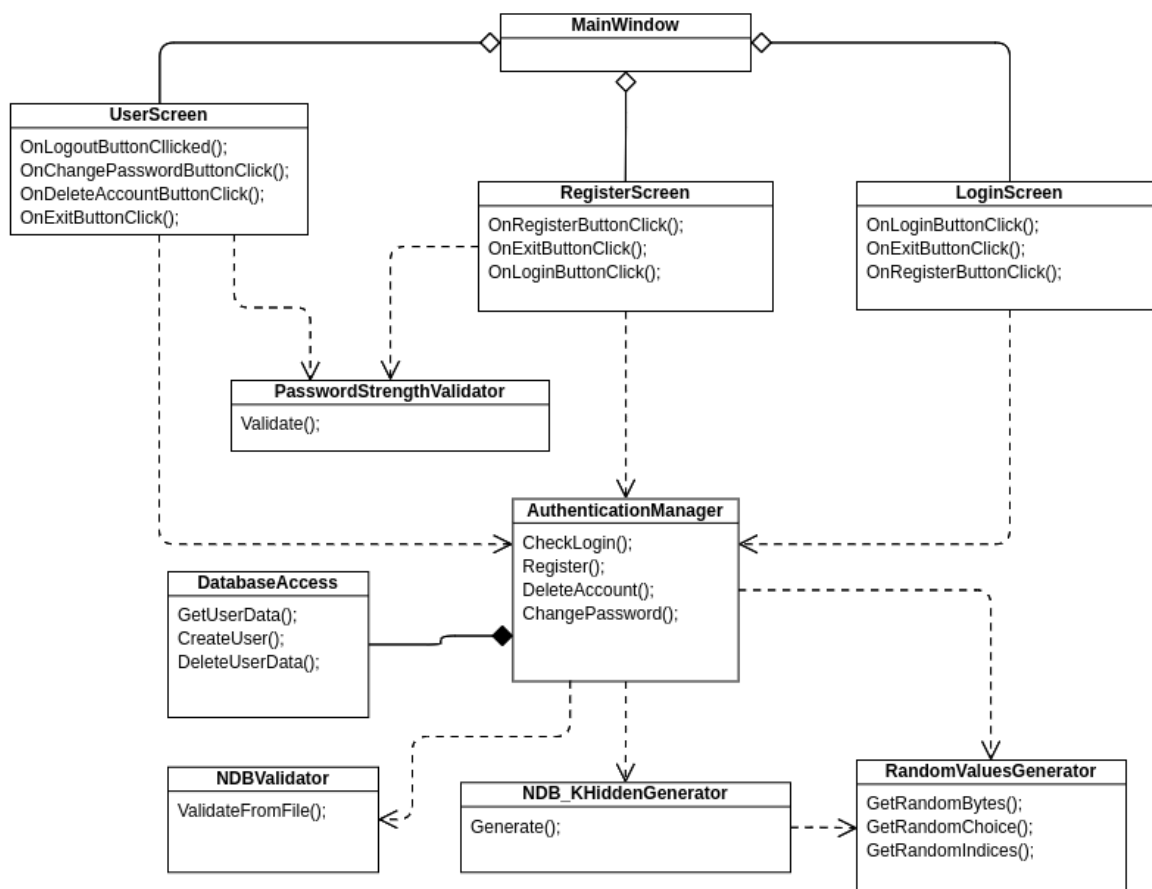 MainWindow
UserScreen
OnLogoutButtonCllicked();
OnChangePasswordButtonClick();
OnDeleteAccountButtonClick();
OnExitButtonClick();
RegisterScreen
OnRegisterButtonClick();
OnExitButtonClick();
OnLoginButtonClick();
LoginScreen
OnLoginButtonClick();
OnExitButtonClick();
OnRegisterButtonClick();
PasswordStrengthValidator
Validate();
AuthenticationManager
CheckLogin();
Register();
DeleteAccount();
ChangePassword();
DatabaseAccess
GetUserData();
CreateUser();
DeleteUserData();
NDBValidator
ValidateFromFile();
NDB_KHiddenGenerator
Generate();
RandomValuesGenerator
GetRandomBytes();
GetRandomChoice();
GetRandomIndices();